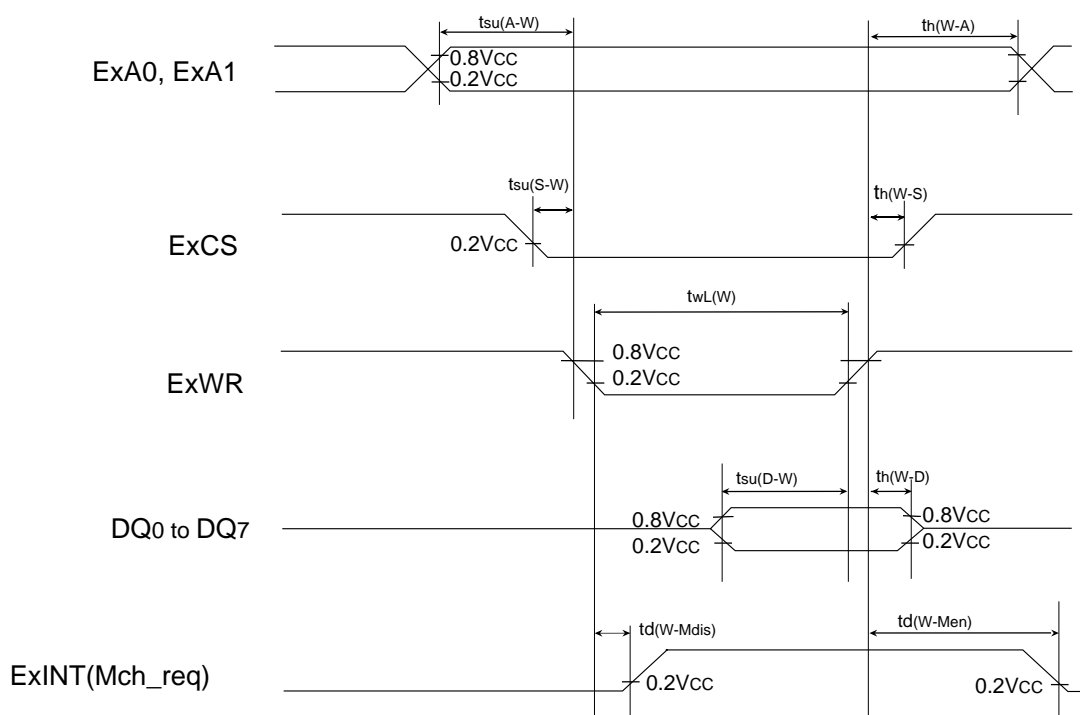 tsu(A-W)
th(W-A)
0.8VCC
ExA0, ExA1
0.2VCC
tsu(S-W)
th(W-S)
ExCS
0.2VCC
twL(W)
0.8VCC
ExWR
0.2VCC
tsu(D-W)
th(W-D)
DQ0 to DQ7
0.8VCC
0.8VCC
0.2VCC
0.2VCC
td(W-Mdis)
td(W-Men)
ExINT(Mch_req)
0.2VCC
0.2VCC